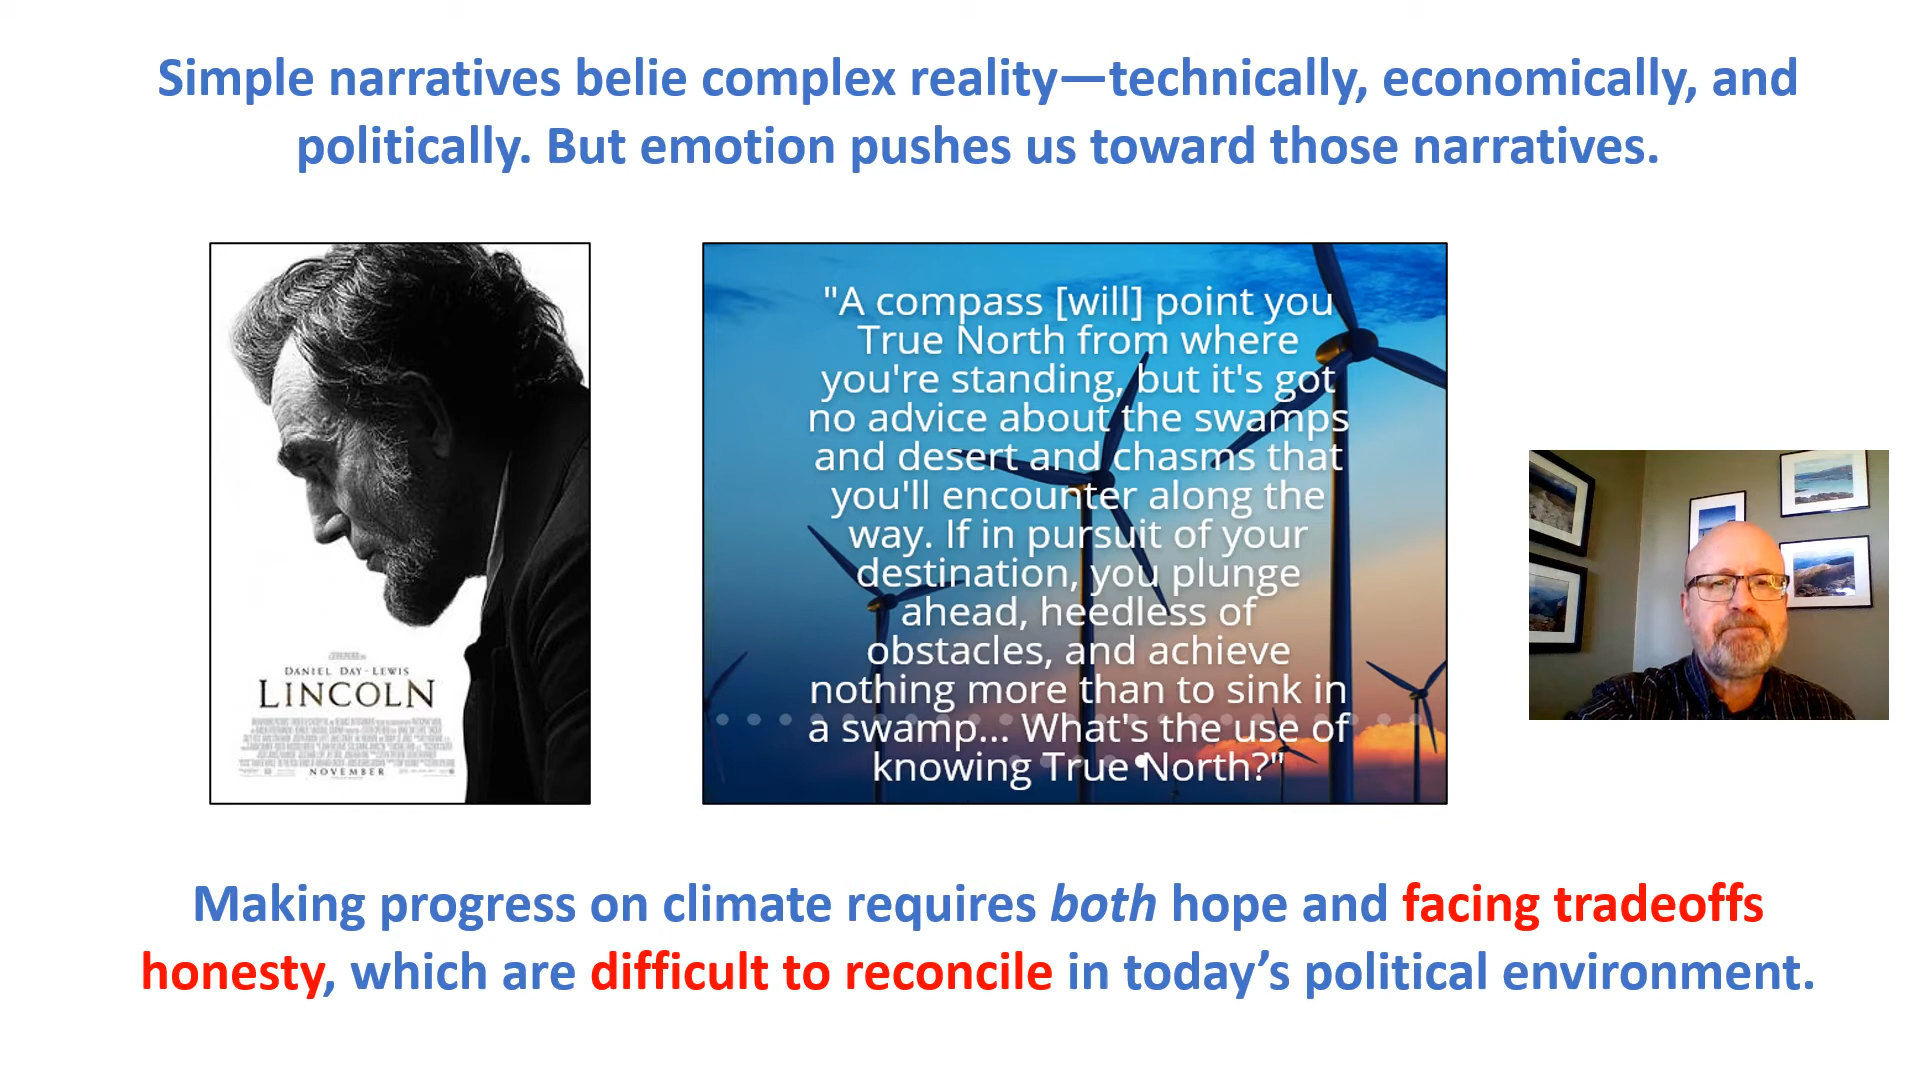 Simple narratives belie complex reality—technically, economically, and
politically. But emotion pushes us toward those narratives.
DANIEL DAY-LEWIS
LINCOLN
NOVEMBER
"A compass [will] point you
True North from where
you're standing, but it's got
no advice about the swamps
and desert and chasms that
you'll encounter along the
way. If in pursuit of your
destination, you plunge
ahead, heedless of
obstacles, and achieve
nothing more than to sink in
a swamp... What's the use of
knowing True North?"
Making progress on climate requires both hope and facing tradeoffs
honesty, which are difficult to reconcile in today’s political environment.